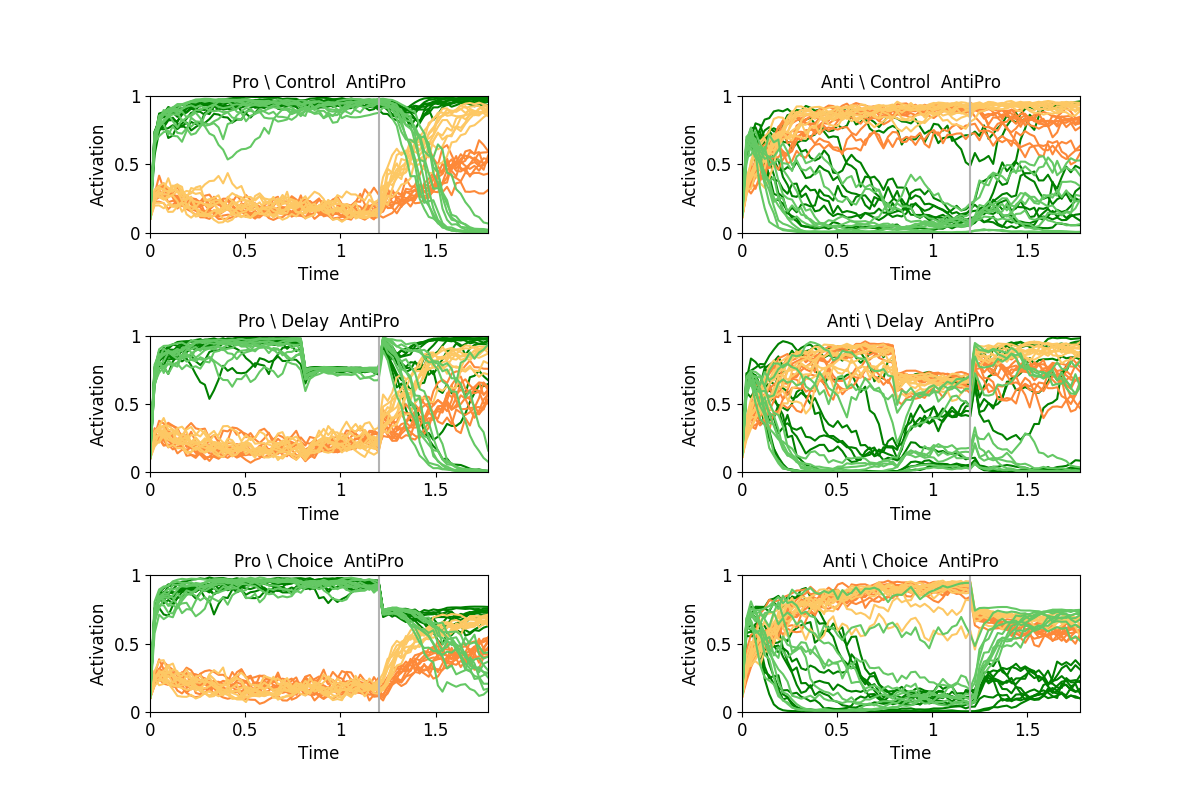 Pro \ Control  AntiPro
1
0.5
0
Activation
0 0.5 1 1.5
Time
Anti \ Control  AntiPro
1
0.5
0
Activation
0 0.5 1 1.5
Time
Pro \ Delay  AntiPro
1
0.5
0
Activation
0 0.5 1 1.5
Time
Anti \ Delay  AntiPro
1
0.5
0
Activation
0 0.5 1 1.5
Time
Pro \ Choice  AntiPro
1
0.5
0
Activation
0 0.5 1 1.5
Time
Anti \ Choice  AntiPro
1
0.5
0
Activation
0 0.5 1 1.5
Time